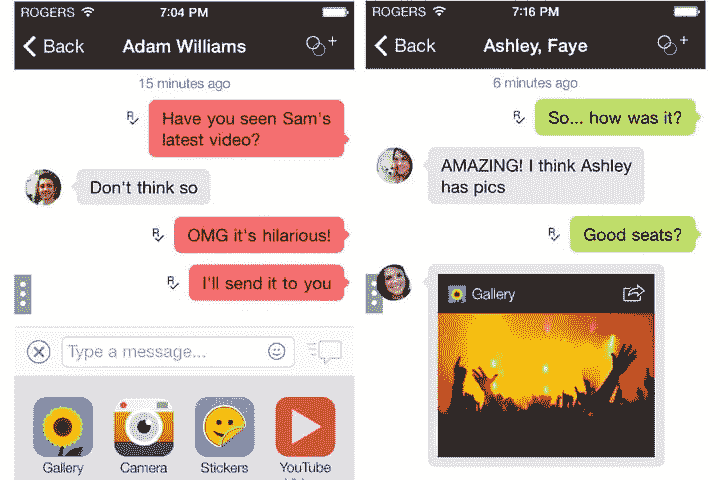 ROGERS 7:04 PM
Back Adam Williams
15 minutes ago
Have you seen Sam's
latest video?
Don't think so
OMG it's hilarious!
I'll send it to you
Type a message...
Gallery Camera Stickers YouTube
ROGERS 7:16 PM
Back Ashley, Faye
6 minutes ago
So... how was it?
AMAZING! I think Ashley
has pics
Good seats?
Gallery